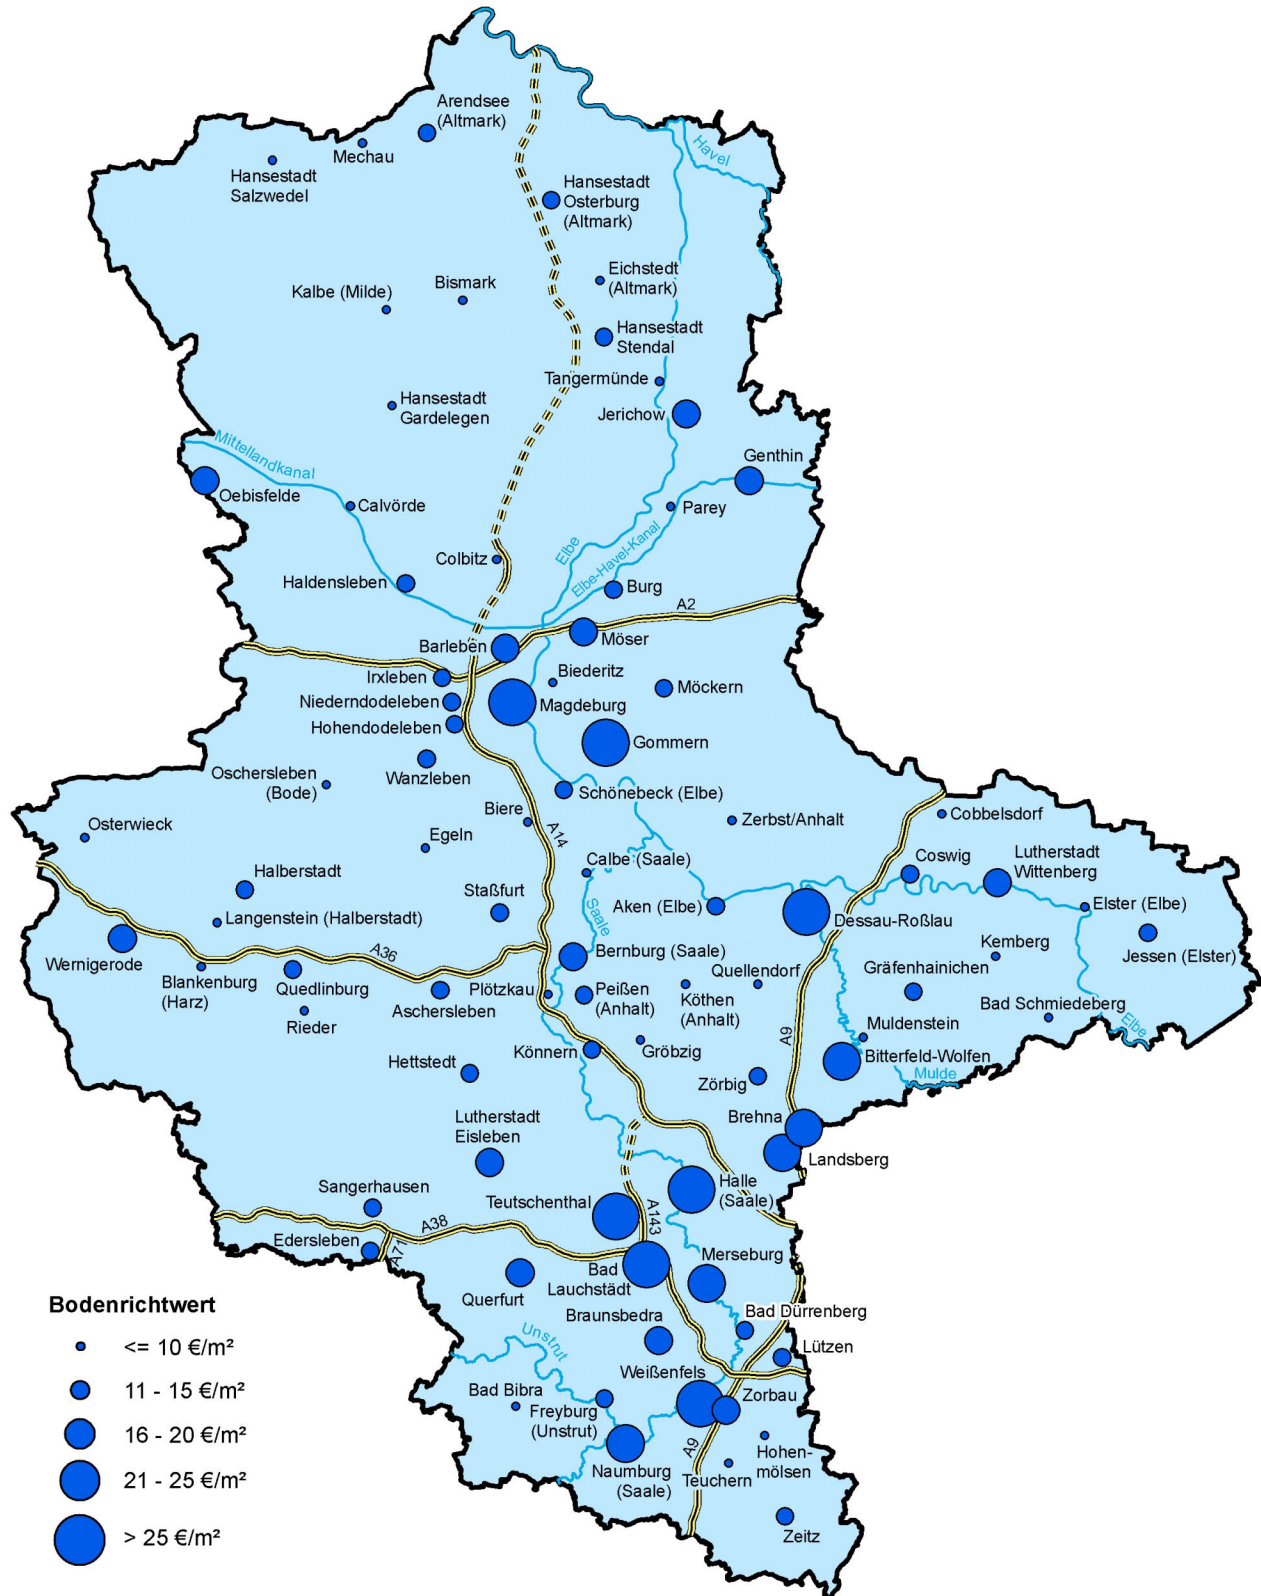 Arendsee
(Altmark)
Mechau
Hansestadt
Salzwedel
Havel
Hansestadt
Osterburg
(Altmark)
Eichstedt
(Altmark)
Bismark
Kalbe (Milde)
Hansestadt
Stendal
Tangermünde
Hansestadt
Gardelegen
Jerichow
Mittellandkanal
Genthin
Oebisfelde
Calvörde
Parey
Elbe
Elbe-Havel-Kanal
Colbitz
Haldensleben
Burg
A2
Möser
Barleben
Irxleben
Biederitz
Möckern
Niederndodeleben
Magdeburg
Hohendodeleben
Gommern
Wanzleben
Oschersleben
(Bode)
Schönebeck (Elbe)
Biere
Zerbst/Anhalt
Cobbelsdorf
Osterwieck
Egeln
A14
Calbe (Saale)
Coswig
Lutherstadt
Wittenberg
Halberstadt
Staßfurt
Aken (Elbe)
Elster (Elbe)
Langenstein (Halberstadt)
Saale
Dessau-Roßlau
Jessen (Elster)
Kemberg
Wernigerode
A36
Bernburg (Saale)
Quellendorf
Gräfenhainichen
Blankenburg
(Harz)
Quedlinburg
Aschersleben
Plötzkau
Peißen
(Anhalt)
Köthen
(Anhalt)
Bad Schmiedeberg
Elbe
Rieder
A9
Muldenstein
Könnern
Gröbzig
Bitterfeld-Wolfen
Mulde
Hettstedt
Zörbig
Brehna
Lutherstadt
Eisleben
Landsberg
Halle
(Saale)
Sangerhausen
Teutschenthal
A143
A38
Edersleben
A71
Merseburg
Bad
Lauchstädt
Querfurt
Bad Dürrenberg
Braunsbedra
Unstrut
Lützen
Weißenfels
Zorbau
Bad Bibra
Freyburg
(Unstrut)
A9
Hohen-
mölsen
Naumburg
(Saale)
Teuchern
Zeitz
Bodenrichtwert
<= 10 €/m²
11 - 15 €/m²
16 - 20 €/m²
21 - 25 €/m²
> 25 €/m²